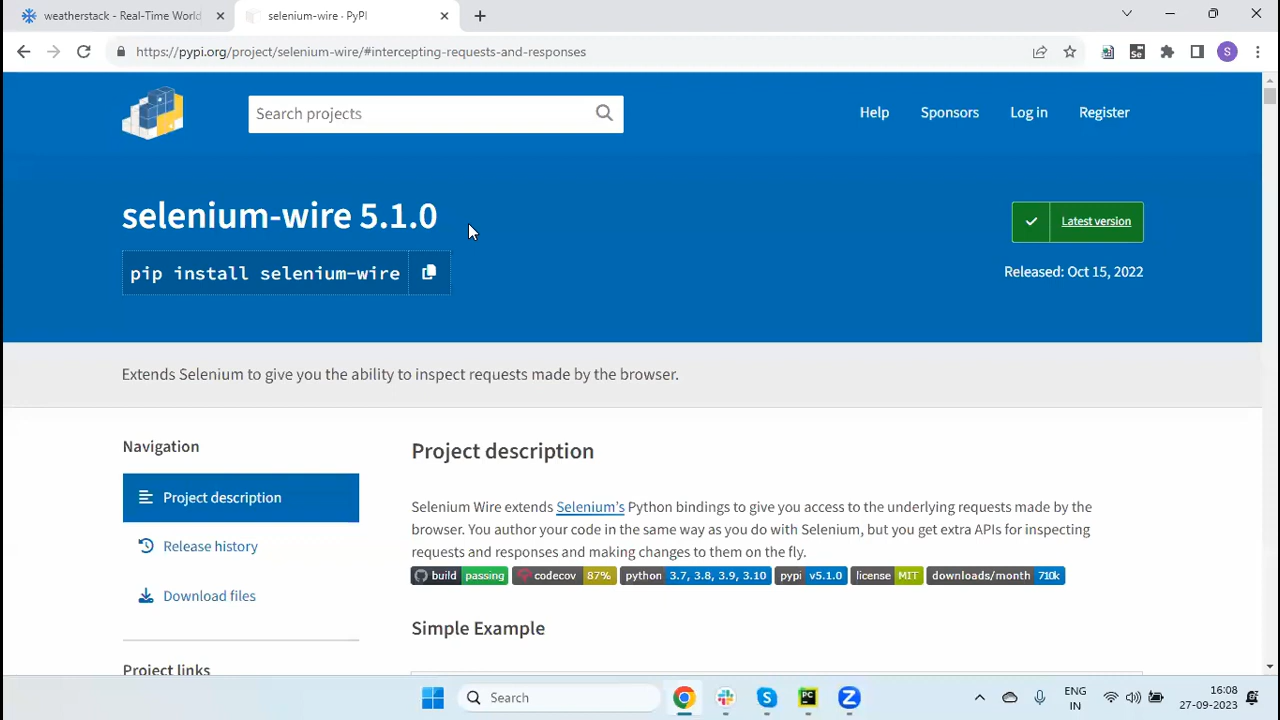 weatherstack - Real-Time World
selenium-wire · PyPI
https://pypi.org/project/selenium-wire/#intercepting-requests-and-responses
Se
S
Search projects
Help
Sponsors
Log in
Register
selenium-wire 5.1.0
Latest version
pip install selenium-wire
Released: Oct 15, 2022
Extends Selenium to give you the ability to inspect requests made by the browser.
Navigation
Project description
Release history
Download files
Project links
Project description
Selenium Wire extends Selenium's Python bindings to give you access to the underlying requests made by the
browser. You author your code in the same way as you do with Selenium, but you get extra APIs for inspecting
requests and responses and making changes to them on the fly.
build passing codecov 87% python 3.7, 3.8, 3.9, 3.10 pypi v5.1.0 license MIT downloads/month 710k
Simple Example
Search
S
PC
Z
ENG
IN
16:08
27-09-2023